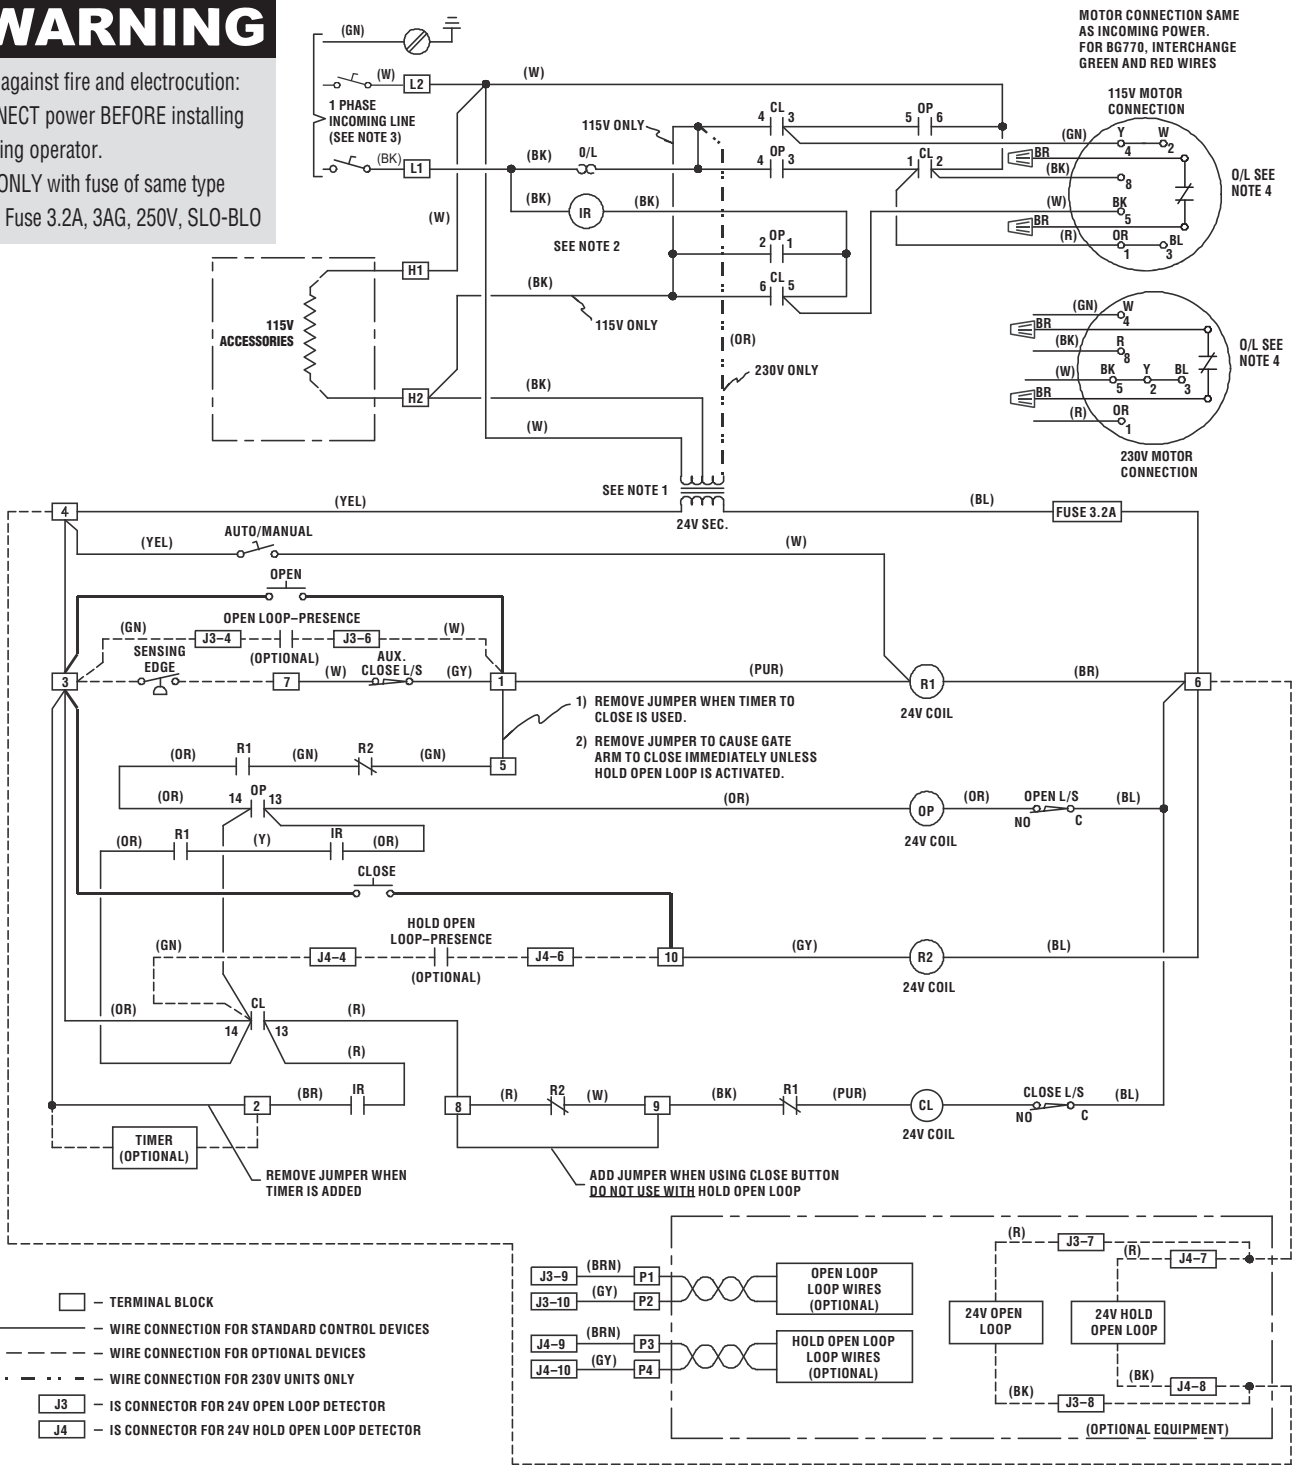 WARNING
against fire and electrocution:
NECT power BEFORE installing
ing operator.
ONLY with fuse of same type
Fuse 3.2A, 3AG, 250V, SLO-BLO
(GN)
(W) L2
1 PHASE
INCOMING LINE
(SEE NOTE 3)
(BK) L1
(W)
(W)
115V ONLY
(BK) O/L
(BK) IR (BK)
SEE NOTE 2
4 CL 3
5 OP 6
4 OP 3
1 CL 2
2 OP 1
6 CL 5
MOTOR CONNECTION SAME
AS INCOMING POWER.
FOR BG770, INTERCHANGE
GREEN AND RED WIRES
115V MOTOR
CONNECTION
(GN) Y W
4 2
BR
(BK) 8
(W) BK
5
BR
(R) OR BL
1 3
O/L SEE
NOTE 4
(GN) W
4
BR
(BK) R
8
(W) BK Y BL
5 2 3
BR
(R) OR
1
O/L SEE
NOTE 4
230V MOTOR
CONNECTION
H1
115V
ACCESSORIES
H2
(BK)
115V ONLY
(OR)
230V ONLY
(BK)
(W)
SEE NOTE 1
24V SEC.
4 (YEL) (BL) FUSE 3.2A
(YEL) AUTO/MANUAL (W)
OPEN
OPEN LOOP–PRESENCE
(GN) J3–4 J3–6 (W)
(OPTIONAL)
SENSING
EDGE
AUX.
CLOSE L/S
3 7 (W) (GY) 1 (PUR) R1 (BR) 6
24V COIL
1) REMOVE JUMPER WHEN TIMER TO
CLOSE IS USED.
2) REMOVE JUMPER TO CAUSE GATE
ARM TO CLOSE IMMEDIATELY UNLESS
HOLD OPEN LOOP IS ACTIVATED.
(OR) R1 (GN) R2 (GN) 5
(OR) 14 OP 13 (OR) OP (OR) OPEN L/S (BL)
NO C
24V COIL
(OR) R1 (Y) IR (OR)
CLOSE
HOLD OPEN
LOOP–PRESENCE
(GN) J4–4 J4–6 10 (GY) R2 (BL)
(OPTIONAL)
24V COIL
(OR) CL (R)
14 13
(R)
2 (BR) IR 8 (R) R2 (W) 9 (BK) R1 (PUR) CL CLOSE L/S (BL)
NO C
24V COIL
TIMER
(OPTIONAL)
REMOVE JUMPER WHEN
TIMER IS ADDED
ADD JUMPER WHEN USING CLOSE BUTTON
DO NOT USE WITH HOLD OPEN LOOP
– TERMINAL BLOCK
– WIRE CONNECTION FOR STANDARD CONTROL DEVICES
– WIRE CONNECTION FOR OPTIONAL DEVICES
– WIRE CONNECTION FOR 230V UNITS ONLY
J3 – IS CONNECTOR FOR 24V OPEN LOOP DETECTOR
J4 – IS CONNECTOR FOR 24V HOLD OPEN LOOP DETECTOR
J3–9 (BRN) P1
J3–10 (GY) P2
OPEN LOOP
LOOP WIRES
(OPTIONAL)
J4–9 (BRN) P3
J4–10 (GY) P4
HOLD OPEN LOOP
LOOP WIRES
(OPTIONAL)
(R) J3–7
(R) J4–7
24V OPEN
LOOP
24V HOLD
OPEN LOOP
(BK) J4–8
(BK) J3–8
(OPTIONAL EQUIPMENT)